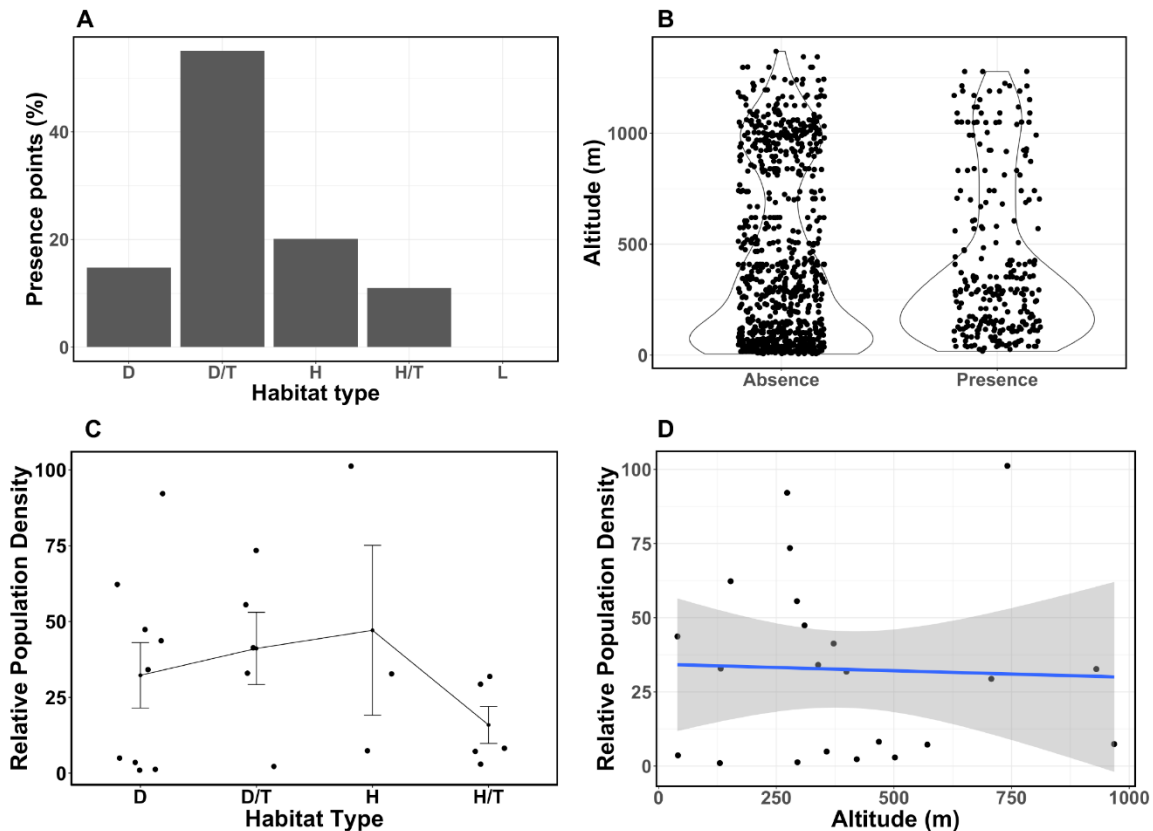 A
Presence points (%)
40
20
0
D D/T H H/T L
Habitat type
B
Altitude (m)
1000
500
0
Absence Presence
C
Relative Population Density
100
75
50
25
0
D D/T H H/T
Habitat Type
D
Relative Population Density
100
75
50
25
0
0 250 500 750 1000
Altitude (m)